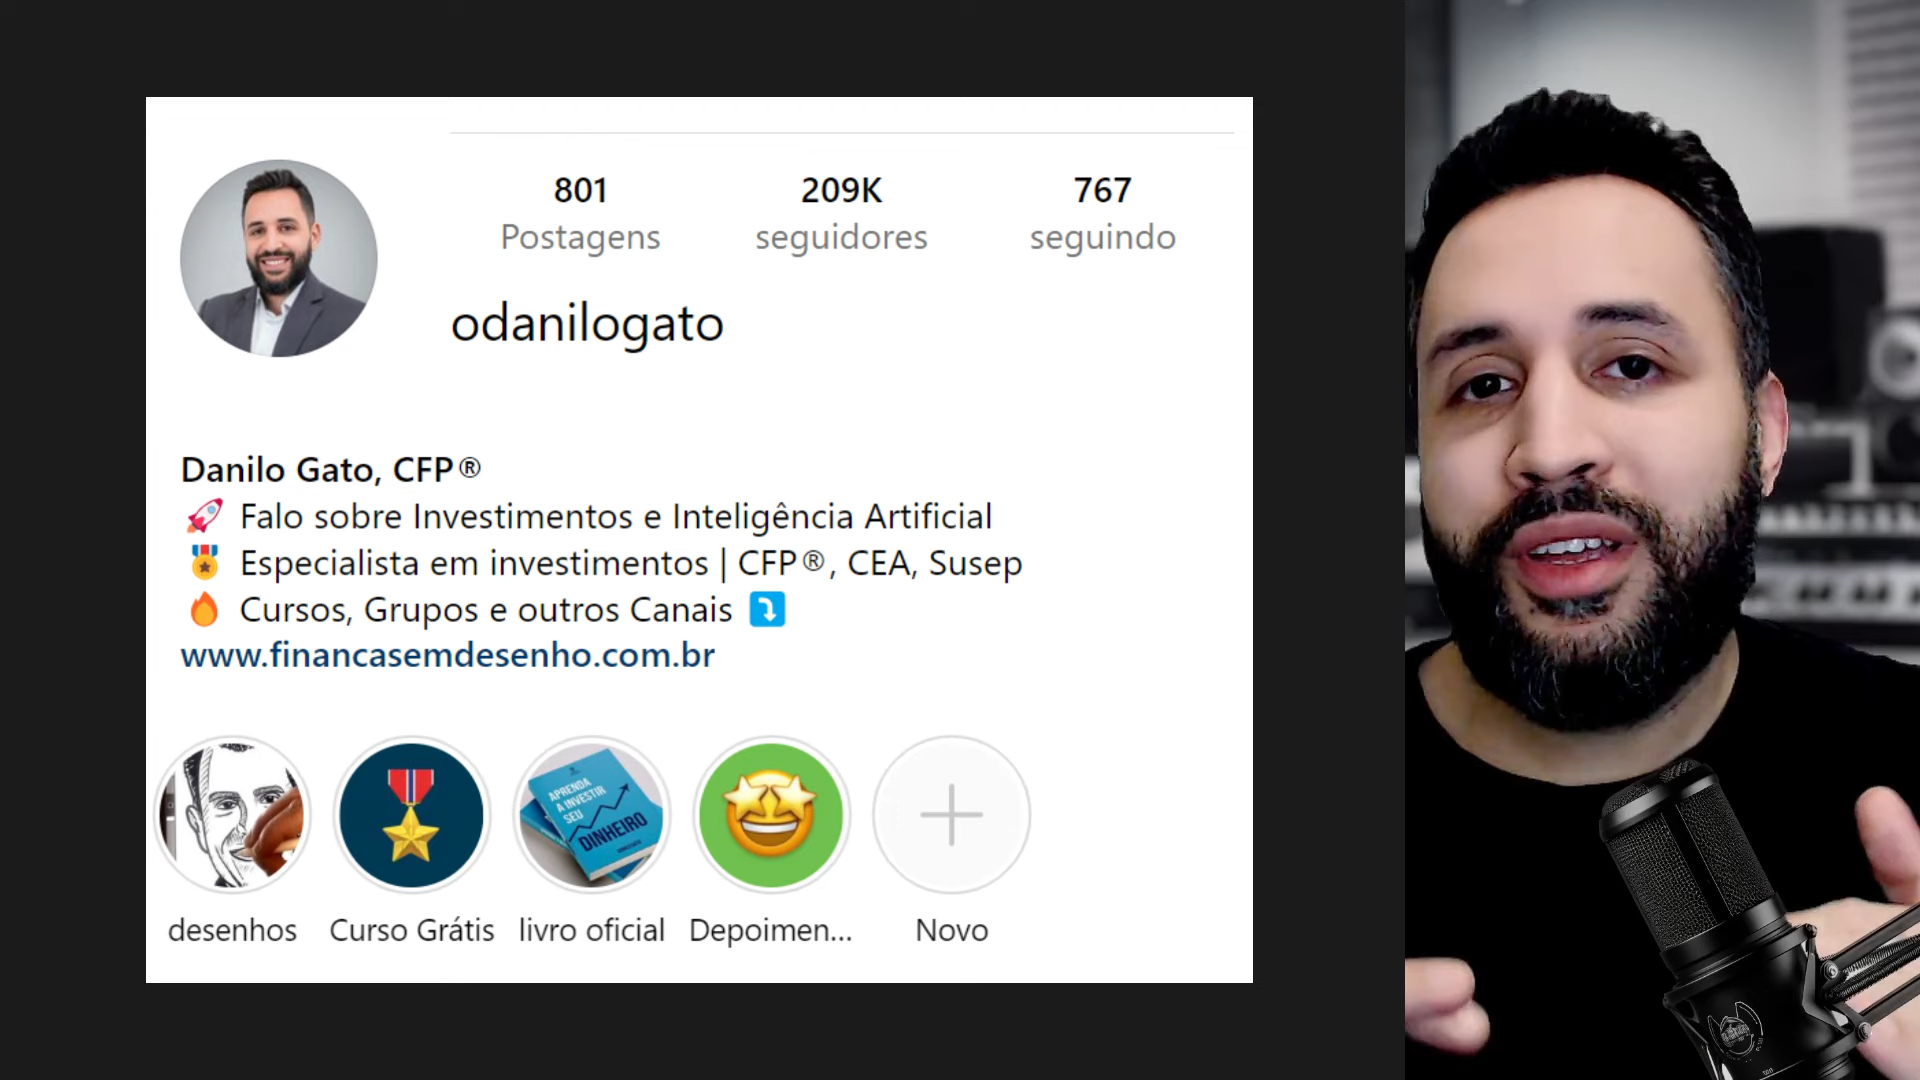 801 209K 767
Postagens seguidores seguindo
odanilogato
Danilo Gato, CFP®
🚀 Falo sobre Investimentos e Inteligência Artificial
🏅 Especialista em investimentos | CFP®, CEA, Susep
🔥 Cursos, Grupos e outros Canais ⤵️
www.financasemdesenho.com.br
APRENDA
A INVESTIR
SEU
DINHEIRO
desenhos Curso Grátis livro oficial Depoimen... Novo